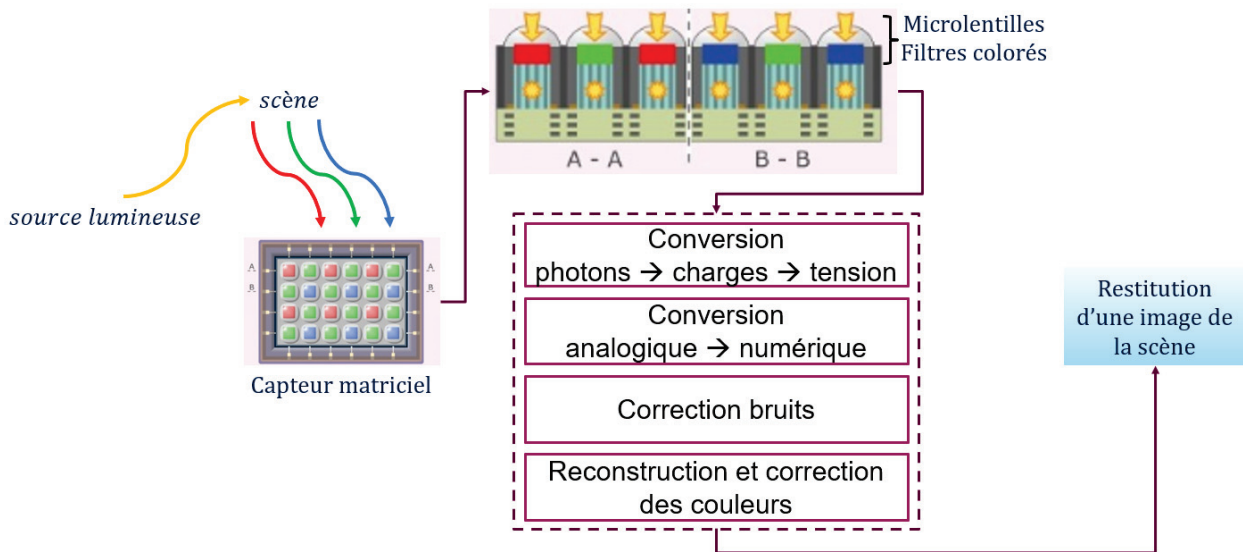 Microlentilles
Filtres colorés
scène
source lumineuse
A - A
B - B
A
A
B
B
Capteur matriciel
Conversion
photons → charges → tension
Conversion
analogique → numérique
Correction bruits
Reconstruction et correction
des couleurs
Restitution
d'une image de
la scène